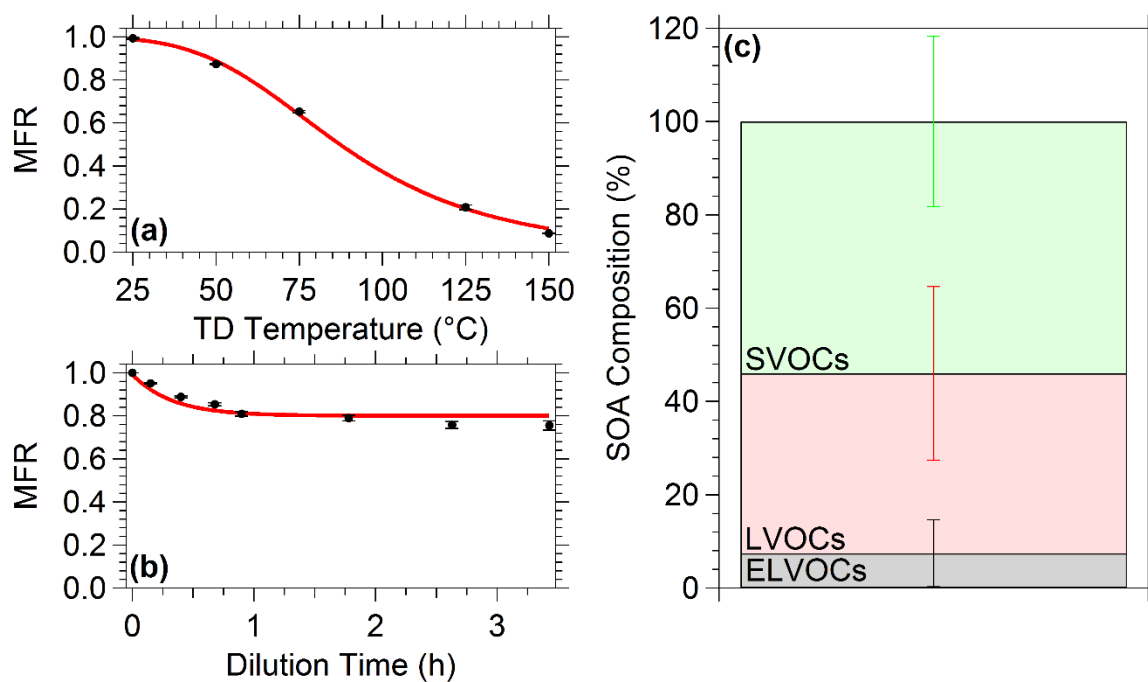 1.0
0.8
0.6
0.4
0.2
0.0
MFR
(a)
25 50 75 100 125 150
TD Temperature (°C)
1.0
0.8
0.6
0.4
0.2
0.0
MFR
(b)
0 1 2 3
Dilution Time (h)
120
100
80
60
40
20
0
SOA Composition (%)
(c)
SVOCs
LVOCs
ELVOCs